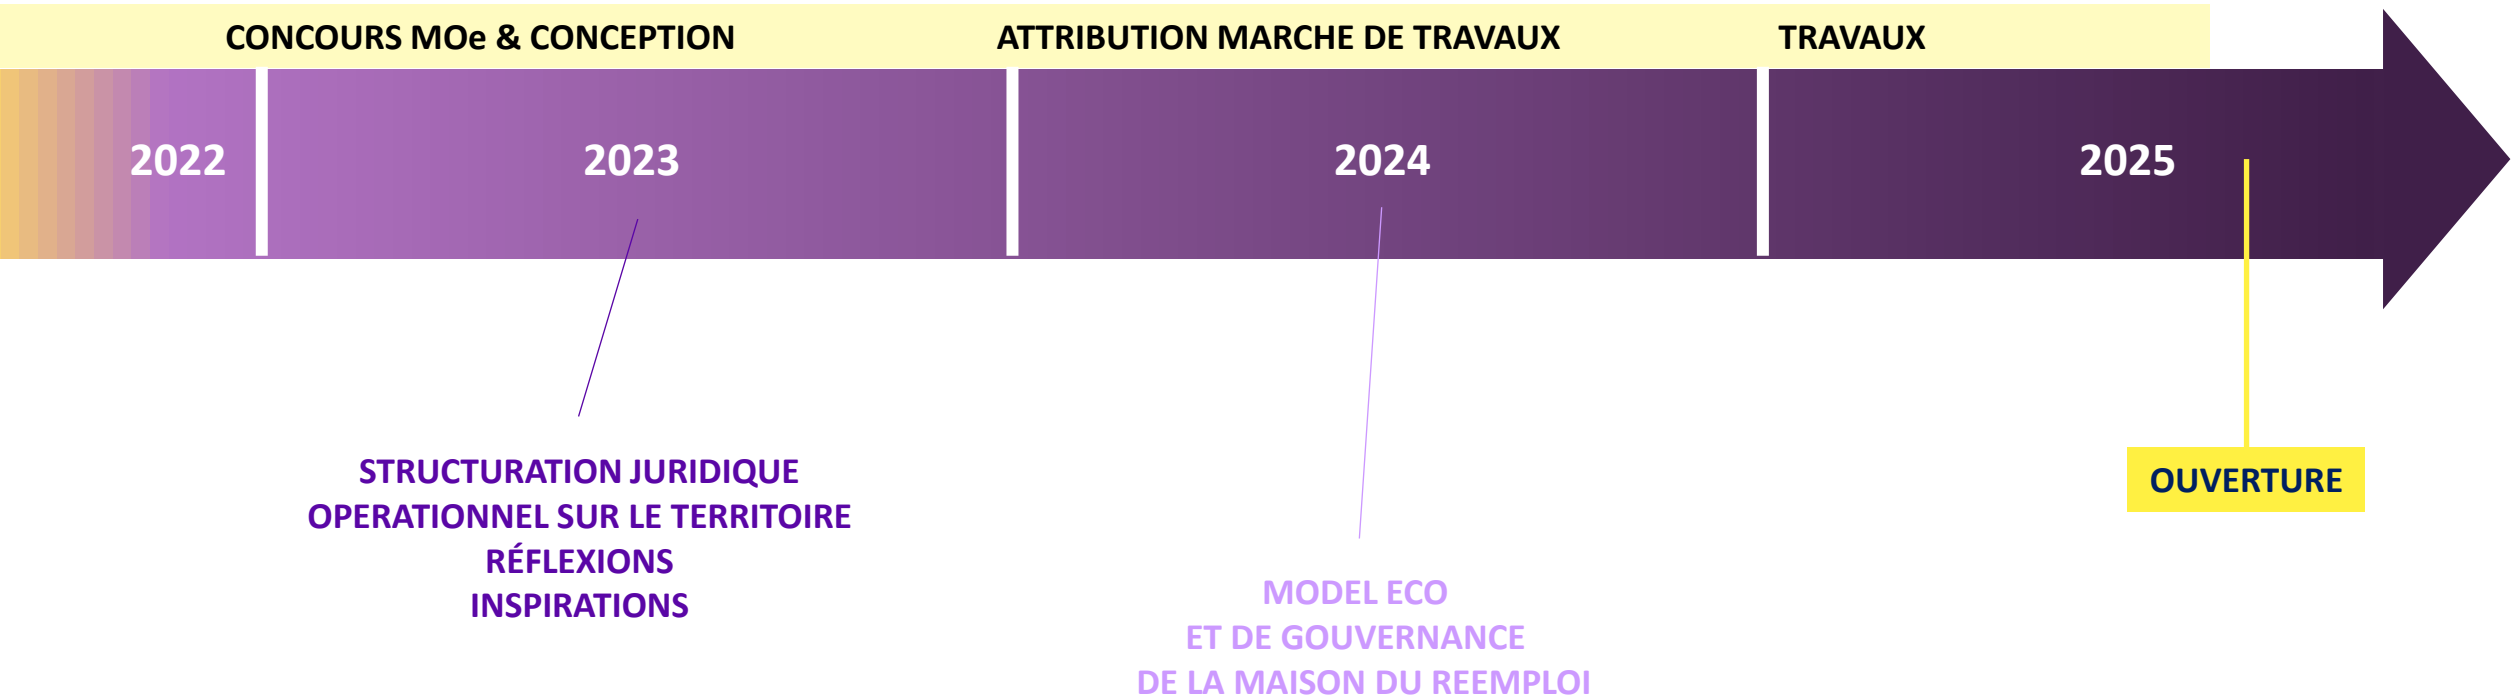 CONCOURS MOe & CONCEPTION
ATTRIBUTION MARCHE DE TRAVAUX
TRAVAUX
2022
2023
2024
2025
STRUCTURATION JURIDIQUE
OPERATIONNEL SUR LE TERRITOIRE
RÉFLEXIONS
INSPIRATIONS
MODEL ECO
ET DE GOUVERNANCE
DE LA MAISON DU REEMPLOI
OUVERTURE